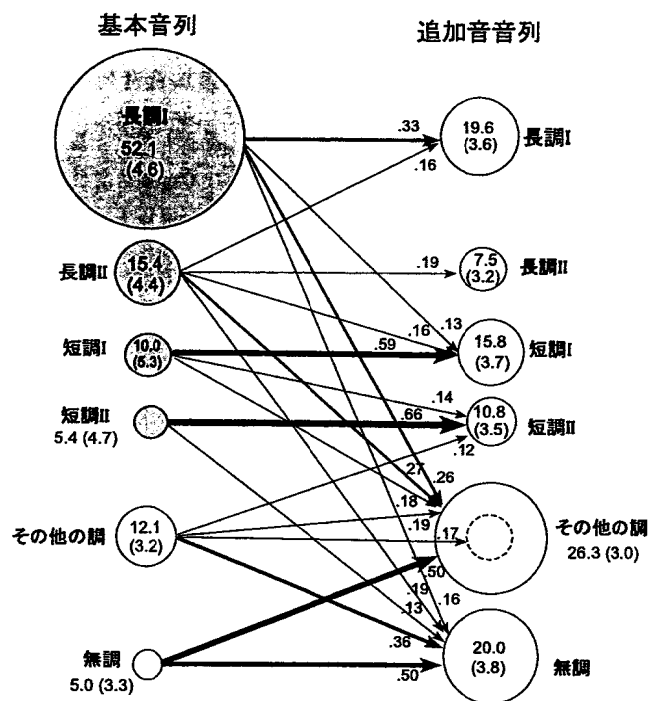 基本音列
追加音音列
長調I
52.1
(4.6)
.33
19.6
(3.6)
長調I
.16
長調II
15.4
(4.4)
.19
7.5
(3.2)
長調II
短調I
10.0
(5.3)
.59
.16
.13
15.8
(3.7)
短調I
短調II
5.4 (4.7)
.66
.14
10.8
(3.5)
短調II
.12
.27
.26
.18
その他の調
12.1
(3.2)
.19
.17
その他の調
26.3 (3.0)
.50
.19
.16
.13
無調
5.0 (3.3)
.36
.50
20.0
(3.8)
無調